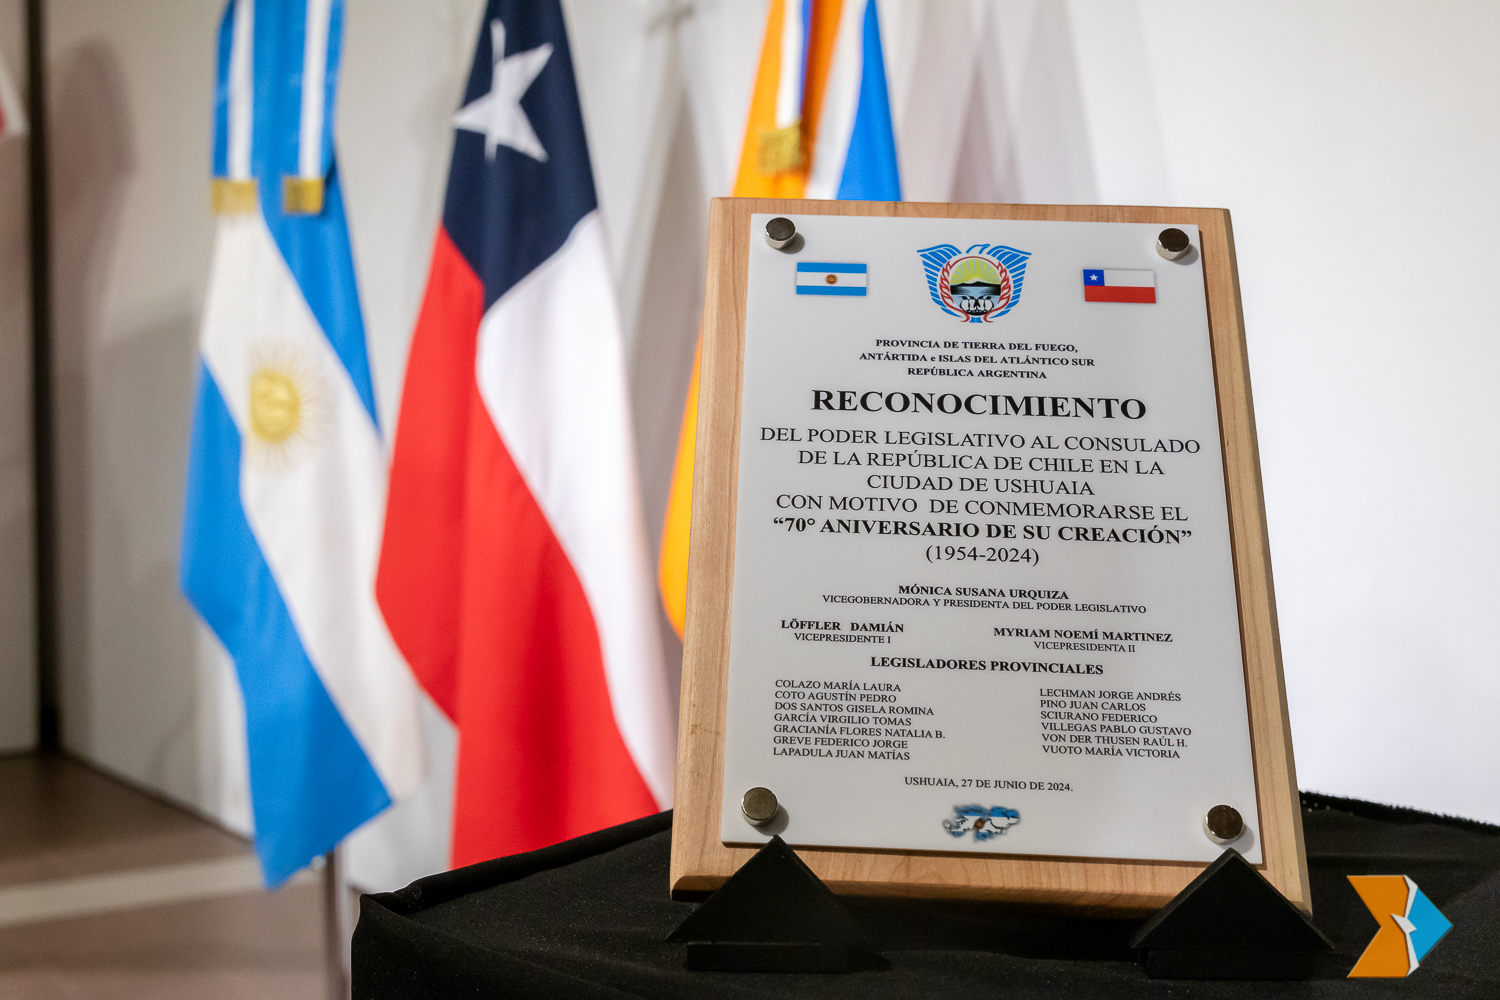 PROVINCIA DE TIERRA DEL FUEGO,
ANTÁRTIDA e ISLAS DEL ATLÁNTICO SUR
REPÚBLICA ARGENTINA
RECONOCIMIENTO
DEL PODER LEGISLATIVO AL CONSULADO
DE LA REPÚBLICA DE CHILE EN LA
CIUDAD DE USHUAIA
CON MOTIVO DE CONMEMORARSE EL
“70° ANIVERSARIO DE SU CREACIÓN”
(1954-2024)
MÓNICA SUSANA URQUIZA
VICEGOBERNADORA Y PRESIDENTA DEL PODER LEGISLATIVO
LÖFFLER DAMIÁN
VICEPRESIDENTE I
MYRIAM NOEMÍ MARTINEZ
VICEPRESIDENTA II
LEGISLADORES PROVINCIALES
COLAZO MARÍA LAURA
COTO AGUSTÍN PEDRO
DOS SANTOS GISELA ROMINA
GARCÍA VIRGILIO TOMAS
GRACIANÍA FLORES NATALIA B.
GREVE FEDERICO JORGE
LAPADULA JUAN MATÍAS
LECHMAN JORGE ANDRÉS
PINO JUAN CARLOS
SCIURANO FEDERICO
VILLEGAS PABLO GUSTAVO
VON DER THUSEN RAÚL H.
VUOTO MARÍA VICTORIA
USHUAIA, 27 DE JUNIO DE 2024.